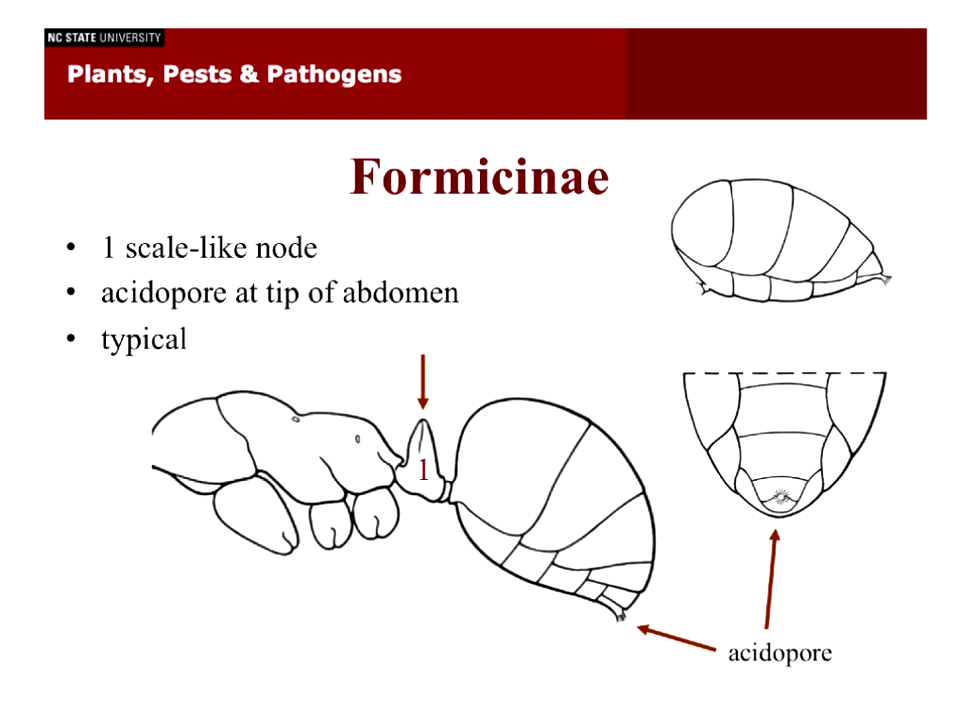 NC STATE UNIVERSITY
Plants, Pests & Pathogens
Formicinae
• 1 scale-like node
• acidopore at tip of abdomen
• typical
1
acidopore